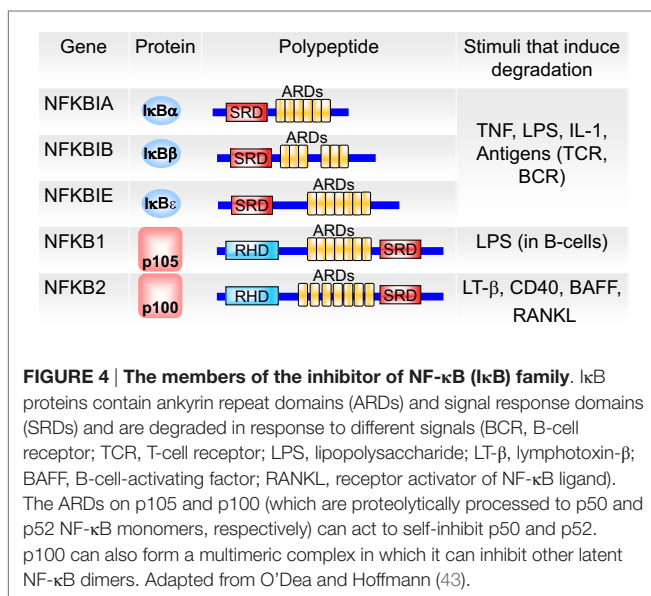 Gene Protein Polypeptide Stimuli that induce
degradation
NFKBIA IκBα SRD ARDs
NFKBIB IκBβ SRD ARDs
TNF, LPS, IL-1,
Antigens (TCR,
BCR)
NFKBIE IκBε SRD ARDs
NFKB1 p105 RHD ARDs SRD LPS (in B-cells)
NFKB2 p100 RHD ARDs SRD LT-β, CD40, BAFF,
RANKL
FIGURE 4 | The members of the inhibitor of NF-κB (IκB) family. IκB
proteins contain ankyrin repeat domains (ARDs) and signal response domains
(SRDs) and are degraded in response to different signals (BCR, B-cell
receptor; TCR, T-cell receptor; LPS, lipopolysaccharide; LT-β, lymphotoxin-β;
BAFF, B-cell-activating factor; RANKL, receptor activator of NF-κB ligand).
The ARDs on p105 and p100 (which are proteolytically processed to p50 and
p52 NF-κB monomers, respectively) can act to self-inhibit p50 and p52.
p100 can also form a multimeric complex in which it can inhibit other latent
NF-κB dimers. Adapted from O'Dea and Hoffmann (43).